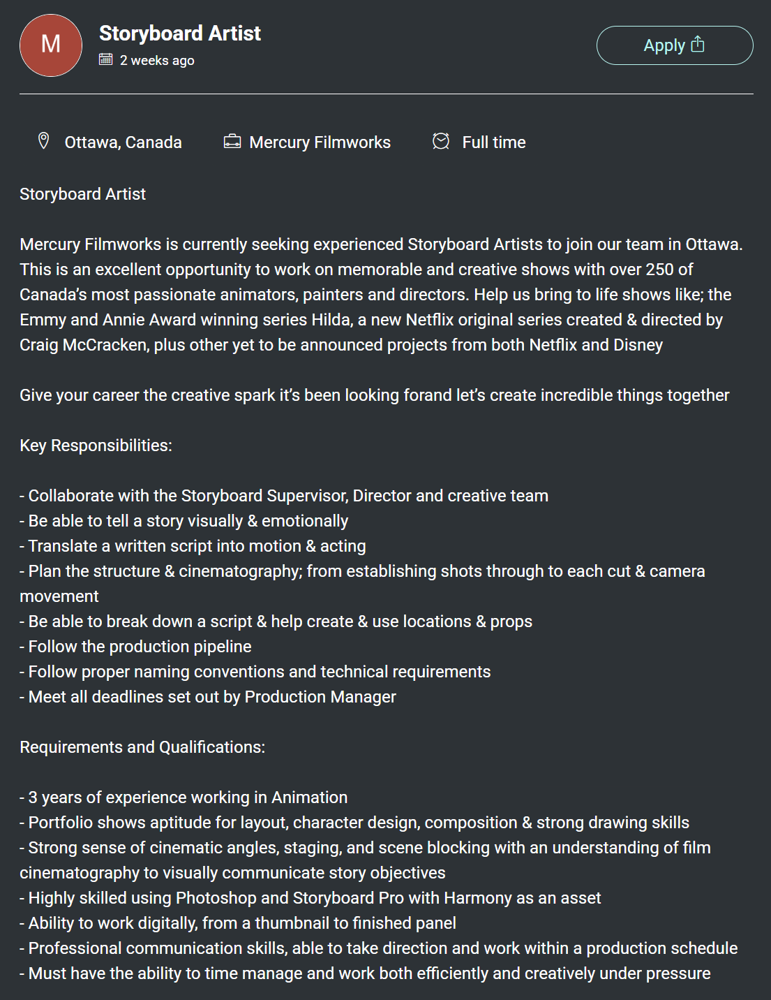 M
Storyboard Artist
2 weeks ago
Apply
Ottawa, Canada
Mercury Filmworks
Full time
Storyboard Artist
Mercury Filmworks is currently seeking experienced Storyboard Artists to join our team in Ottawa.
This is an excellent opportunity to work on memorable and creative shows with over 250 of
Canada’s most passionate animators, painters and directors. Help us bring to life shows like; the
Emmy and Annie Award winning series Hilda, a new Netflix original series created & directed by
Craig McCracken, plus other yet to be announced projects from both Netflix and Disney
Give your career the creative spark it’s been looking forand let’s create incredible things together
Key Responsibilities:
- Collaborate with the Storyboard Supervisor, Director and creative team
- Be able to tell a story visually & emotionally
- Translate a written script into motion & acting
- Plan the structure & cinematography; from establishing shots through to each cut & camera
movement
- Be able to break down a script & help create & use locations & props
- Follow the production pipeline
- Follow proper naming conventions and technical requirements
- Meet all deadlines set out by Production Manager
Requirements and Qualifications:
- 3 years of experience working in Animation
- Portfolio shows aptitude for layout, character design, composition & strong drawing skills
- Strong sense of cinematic angles, staging, and scene blocking with an understanding of film
cinematography to visually communicate story objectives
- Highly skilled using Photoshop and Storyboard Pro with Harmony as an asset
- Ability to work digitally, from a thumbnail to finished panel
- Professional communication skills, able to take direction and work within a production schedule
- Must have the ability to time manage and work both efficiently and creatively under pressure